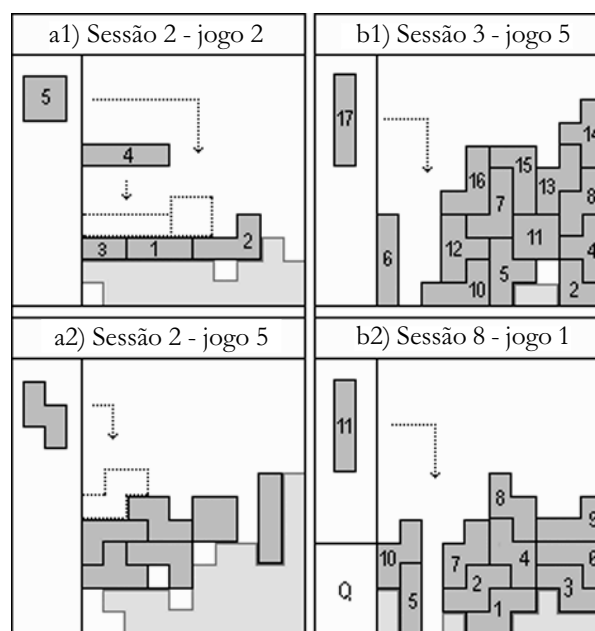 a1) Sessão 2 - jogo 2
5
4
3 1 2
b1) Sessão 3 - jogo 5
17
14
16 15 13
7 8
6 12 11 4
10 5 2
a2) Sessão 2 - jogo 5
b2) Sessão 8 - jogo 1
11
8
9
10 7 4 6
Q 5 2 3
1